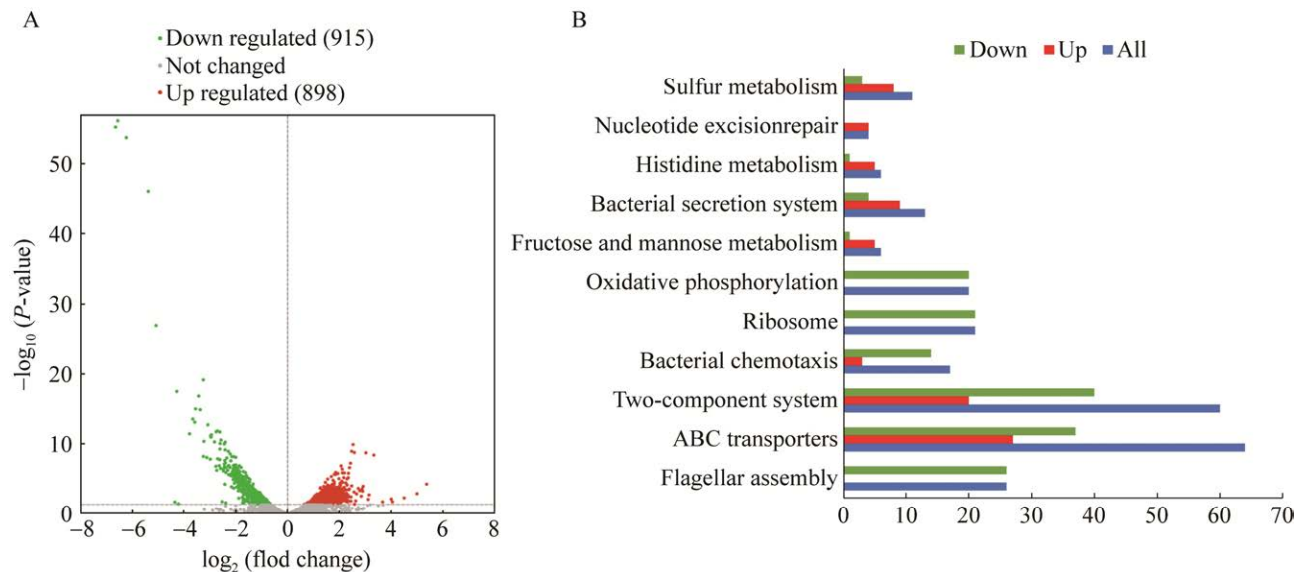 A
Down regulated (915)
Not changed
Up regulated (898)
50
40
30
20
10
0
−log₁₀ (P-value)
−8 −6 −4 −2 0 2 4 6 8
log₂ (flod change)
B
Down Up All
Sulfur metabolism
Nucleotide excisionrepair
Histidine metabolism
Bacterial secretion system
Fructose and mannose metabolism
Oxidative phosphorylation
Ribosome
Bacterial chemotaxis
Two-component system
ABC transporters
Flagellar assembly
0 10 20 30 40 50 60 70